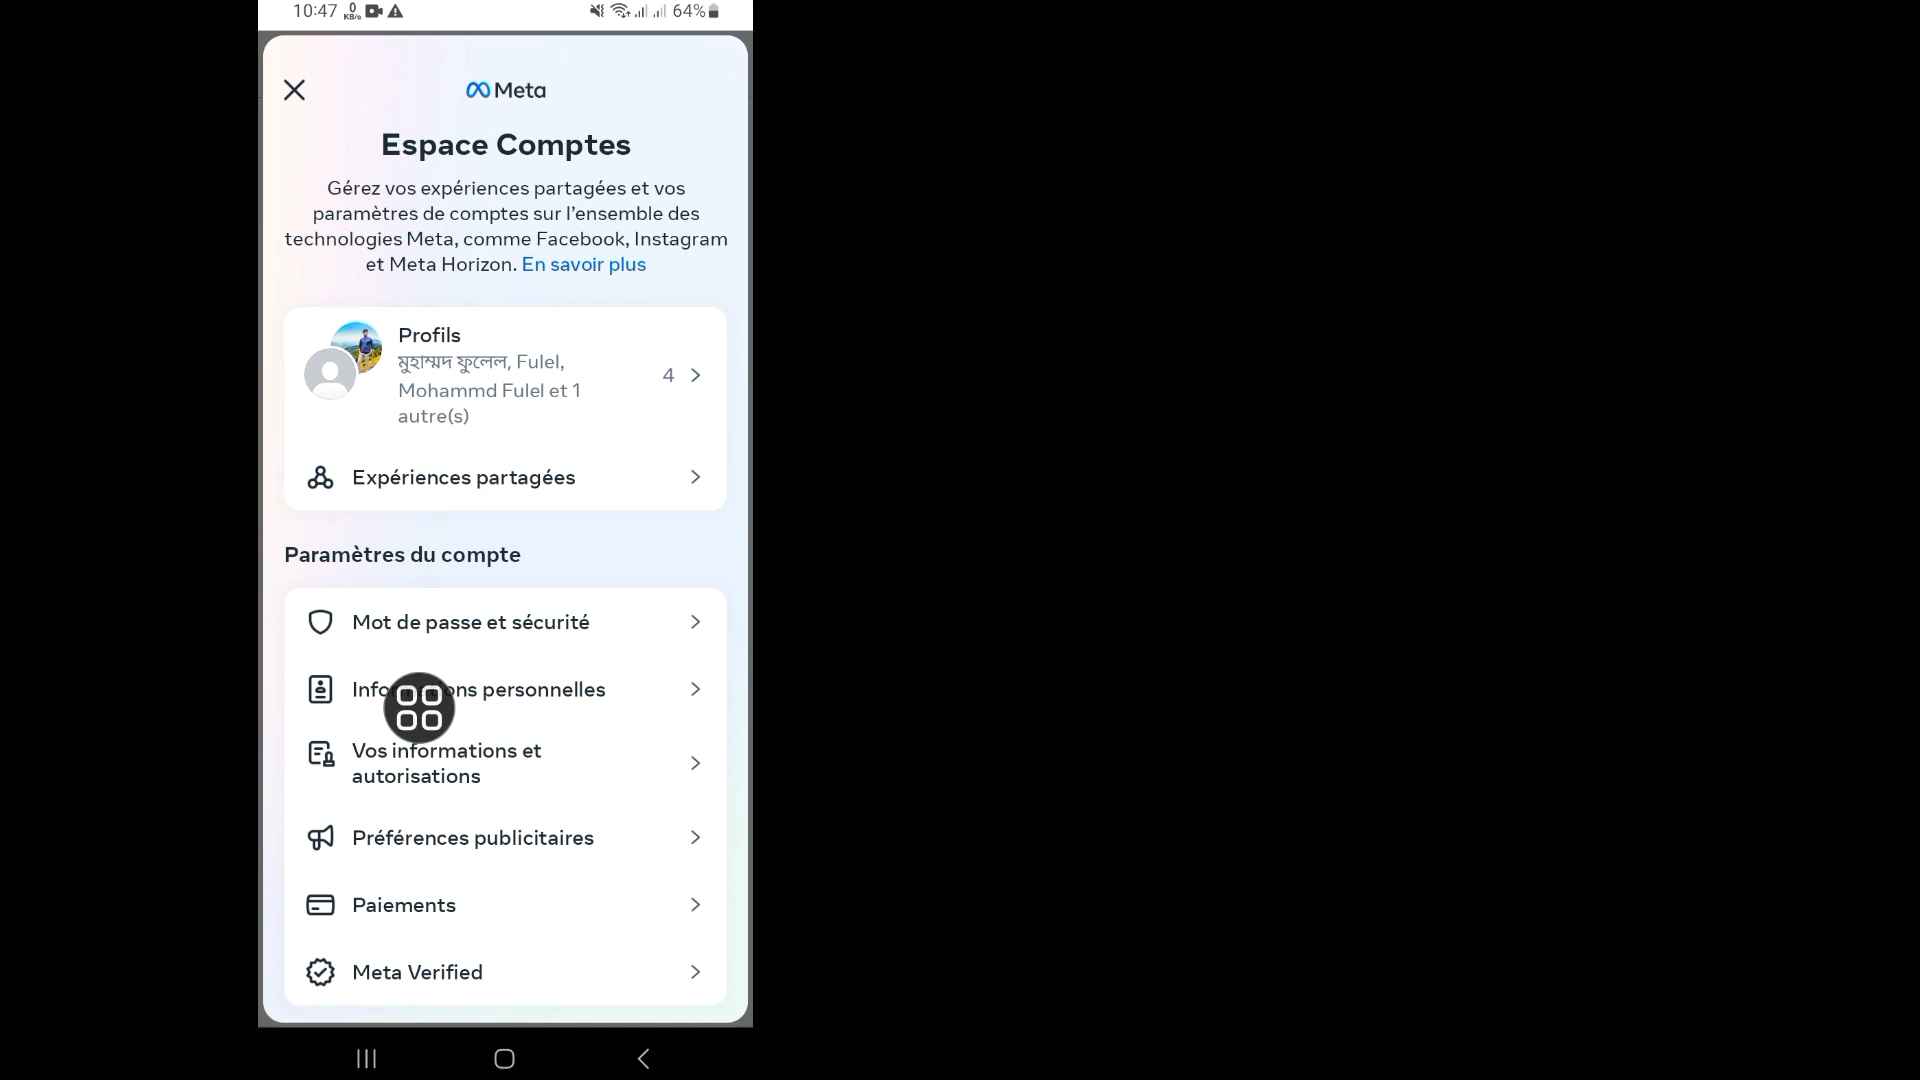 10:47 0 KB/s 64%
Meta
Espace Comptes
Gérez vos expériences partagées et vos
paramètres de comptes sur l’ensemble des
technologies Meta, comme Facebook, Instagram
et Meta Horizon. En savoir plus
Profils
মুহাম্মদ ফুলেল, Fulel,
Mohammd Fulel et 1
autre(s)
4
Expériences partagées
Paramètres du compte
Mot de passe et sécurité
personnelles
Vos informations et
autorisations
Préférences publicitaires
Paiements
Meta Verified